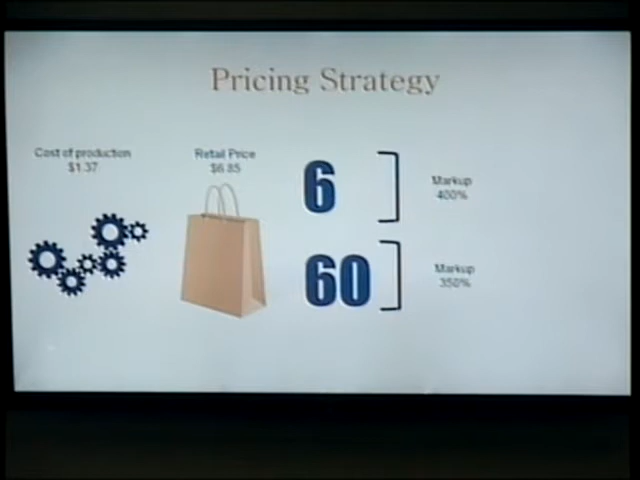 Pricing Strategy
Cost of production
$1.37
Retail Price
$6.85
6
Markup
400%
60
Markup
350%